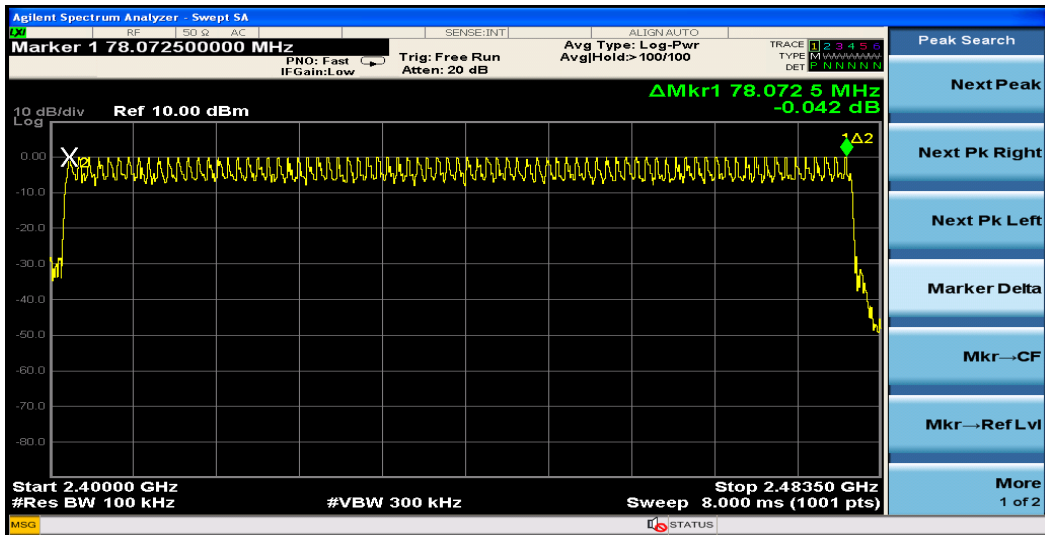 Agilent Spectrum Analyzer - Swept SA
LXI RF 50 Ω AC SENSE:INT ALIGN AUTO
Marker 1 78.072500000 MHz
PNO: Fast
IFGain:Low
Trig: Free Run
Atten: 20 dB
Avg Type: Log-Pwr
Avg|Hold:>100/100
TRACE 1 2 3 4 5 6
TYPE M
DET P N N N N N
ΔMkr1 78.072 5 MHz
-0.042 dB
10 dB/div Ref 10.00 dBm
Log
1Δ2
X2
0.00
-10.0
-20.0
-30.0
-40.0
-50.0
-60.0
-70.0
-80.0
Start 2.40000 GHz Stop 2.48350 GHz
#Res BW 100 kHz #VBW 300 kHz Sweep 8.000 ms (1001 pts)
MSG STATUS
Peak Search
Next Peak
Next Pk Right
Next Pk Left
Marker Delta
Mkr→CF
Mkr→Ref Lvl
More
1 of 2